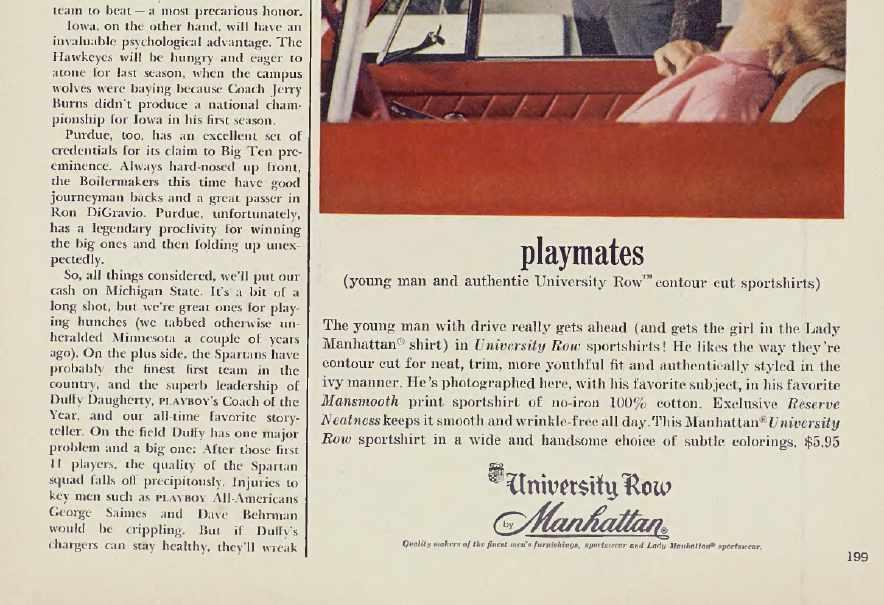 team to beat — a most precarious honor.
Iowa, on the other hand, will have an
invaluable psychological advantage. The
Hawkeyes will be hungry and eager to
atone for last season, when the campus
wolves were baying because Coach Jerry
Burns didn't produce a national cham-
pionship for Iowa in his first season.
Purdue, too, has an excellent set of
credentials for its claim to Big Ten pre-
eminence. Always hard-nosed up front,
the Boilermakers this time have good
journeyman backs and a great passer in
Ron DiGravio. Purdue, unfortunately,
has a legendary proclivity for winning
the big ones and then folding up unex-
pectedly.
So, all things considered, we'll put our
cash on Michigan State. It's a bit of a
long shot, but we're great ones for play-
ing hunches (we tabbed otherwise un-
heralded Minnesota a couple of years
ago). On the plus side, the Spartans have
probably the finest first team in the
country, and the superb leadership of
Duffy Daugherty, PLAYBOY's Coach of the
Year, and our all-time favorite story-
teller. On the field Duffy has one major
problem and a big one: After those first
11 players, the quality of the Spartan
squad falls off precipitously. Injuries to
key men such as PLAYBOY All-Americans
George Saimes and Dave Behrman
would be crippling. But if Duffy's
chargers can stay healthy, they'll wreak
playmates
(young man and authentic University Row™ contour cut sportshirts)
The young man with drive really gets ahead (and gets the girl in the Lady
Manhattan® shirt) in University Row sportshirts! He likes the way they're
contour cut for neat, trim, more youthful fit and authentically styled in the
ivy manner. He's photographed here, with his favorite subject, in his favorite
Mansmooth print sportshirt of no-iron 100% cotton. Exclusive Reserve
Neatness keeps it smooth and wrinkle-free all day. This Manhattan® University
Row sportshirt in a wide and handsome choice of subtle colorings, $5.95
University Row
by Manhattan®
Quality makers of the finest men's furnishings, sportswear and Lady Manhattan® sportswear.
199